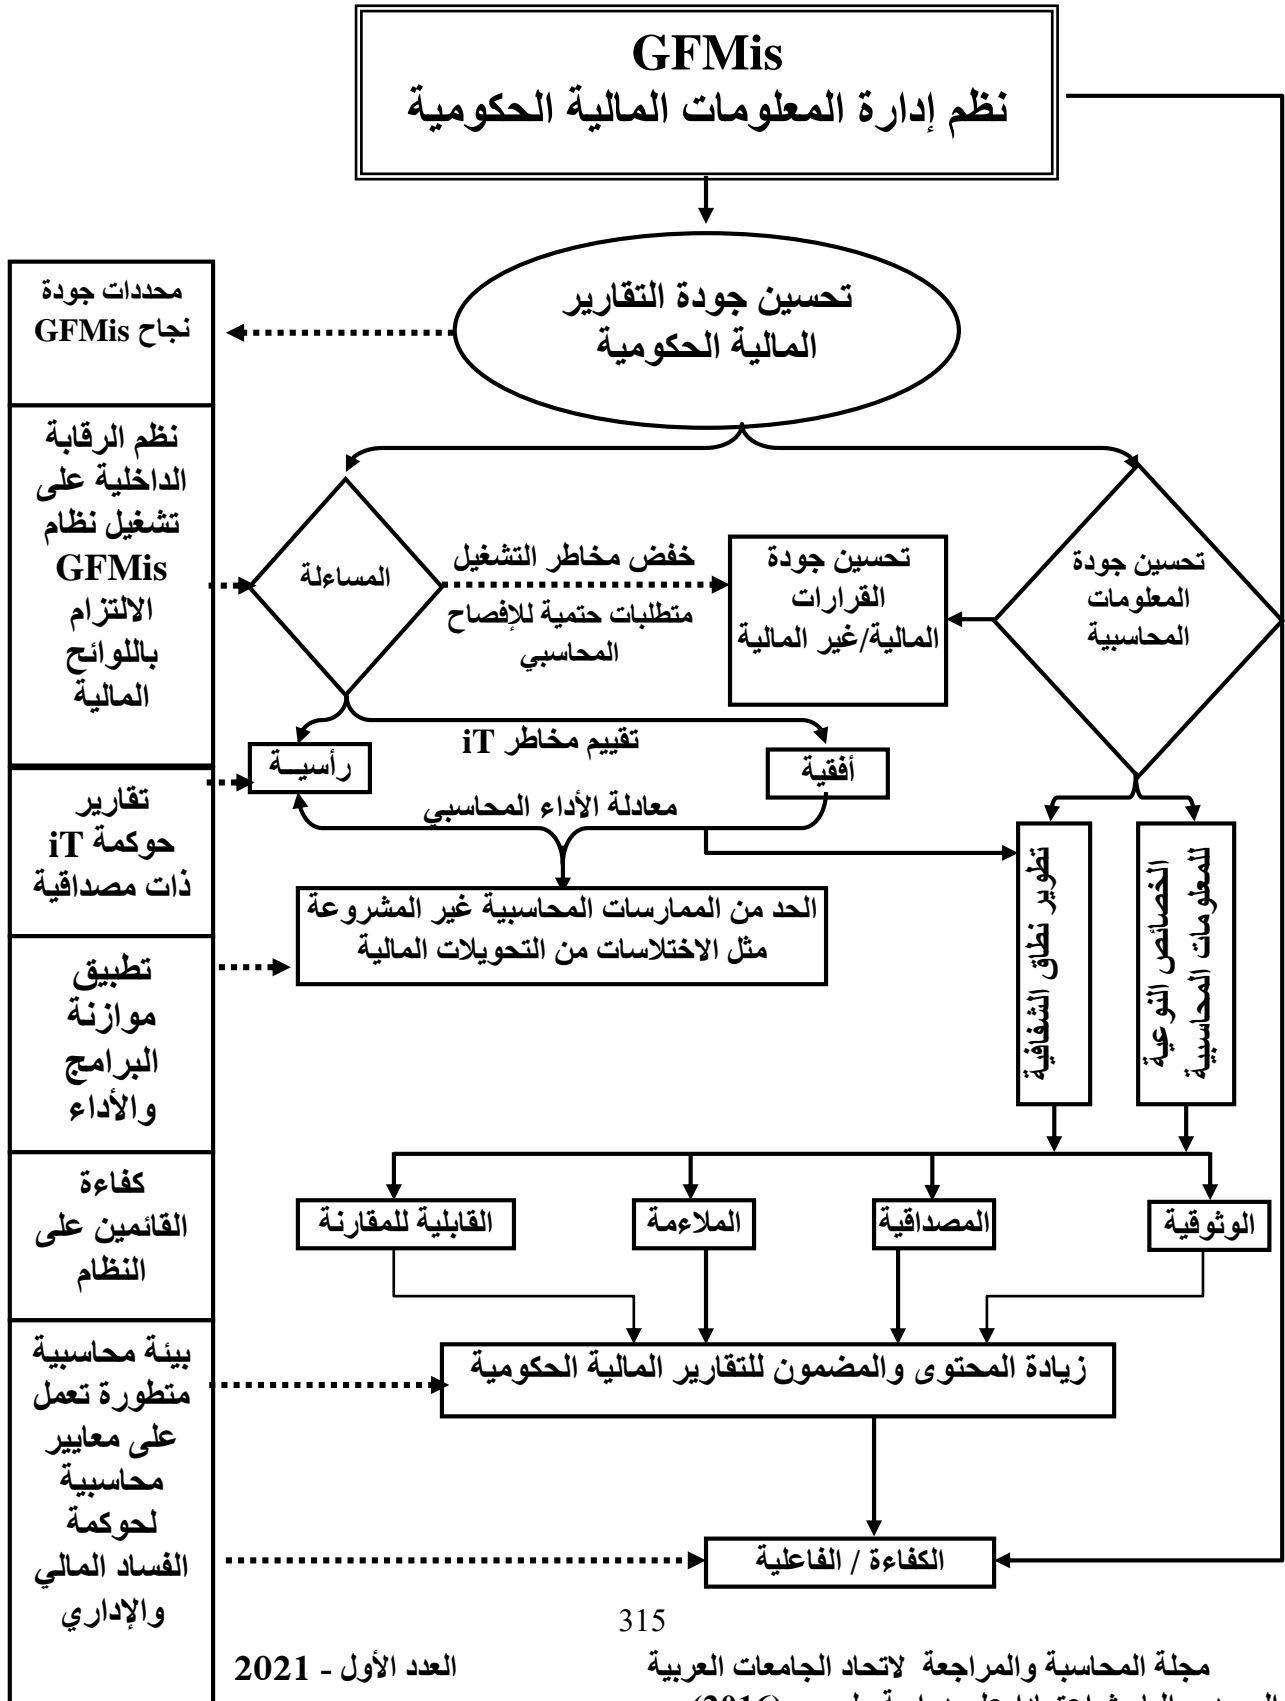 GFMis
نظم إدارة المعلومات المالية الحكومية
تحسين جودة التقارير
المالية الحكومية
محددات جودة
نجاح GFMis
نظم الرقابة
الداخلية على
تشغيل نظام
GFMis
الالتزام
باللوائح
المالية
تقارير
حوكمة iT
ذات مصداقية
تطبيق
موازنة
البرامج
والأداء
كفاءة
القائمين على
النظام
بيئة محاسبية
متطورة تعمل
على معايير
محاسبية
لحوكمة
الفساد المالي
والإداري
تحسين جودة
المعلومات
المحاسبية
تحسين جودة
القرارات
المالية/غير المالية
خفض مخاطر التشغيل
متطلبات حتمية للإفصاح
المحاسبي
المساءلة
تقييم مخاطر iT
أفقية
رأسيــة
معادلة الأداء المحاسبي
الحد من الممارسات المحاسبية غير المشروعة
مثل الاختلاسات من التحويلات المالية
الخصائص النوعية
للمعلومات المحاسبية
تطوير نطاق الشفافية
الوثوقية
المصداقية
الملاءمة
القابلية للمقارنة
زيادة المحتوى والمضمون للتقارير المالية الحكومية
الكفاءة / الفاعلية
315
مجلة المحاسبة والمراجعة لاتحاد الجامعات العربية
العدد الأول - 2021
(2016)